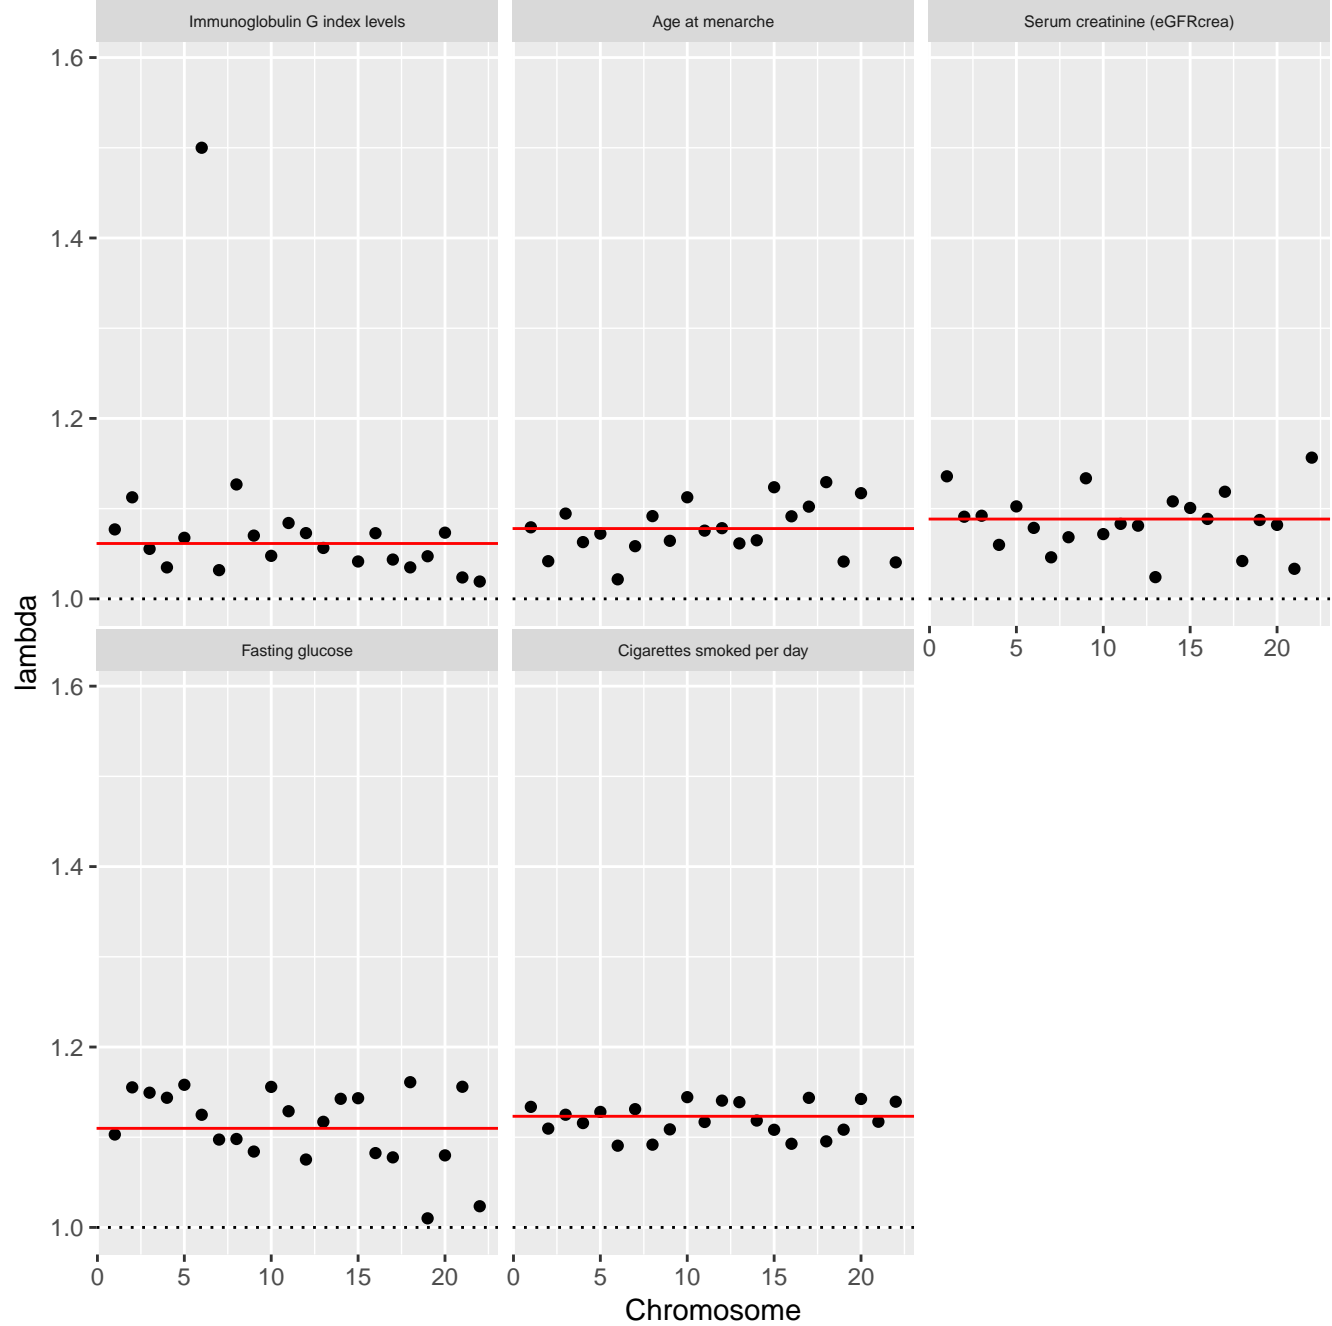 Immunoglobulin G index levels
Age at menarche
Serum creatinine (eGFRcrea)
1.6
1.4
1.2
1.0
0 5 10 15 20
lambda
Fasting glucose
Cigarettes smoked per day
1.6
1.4
1.2
1.0
0 5 10 15 20
0 5 10 15 20
Chromosome